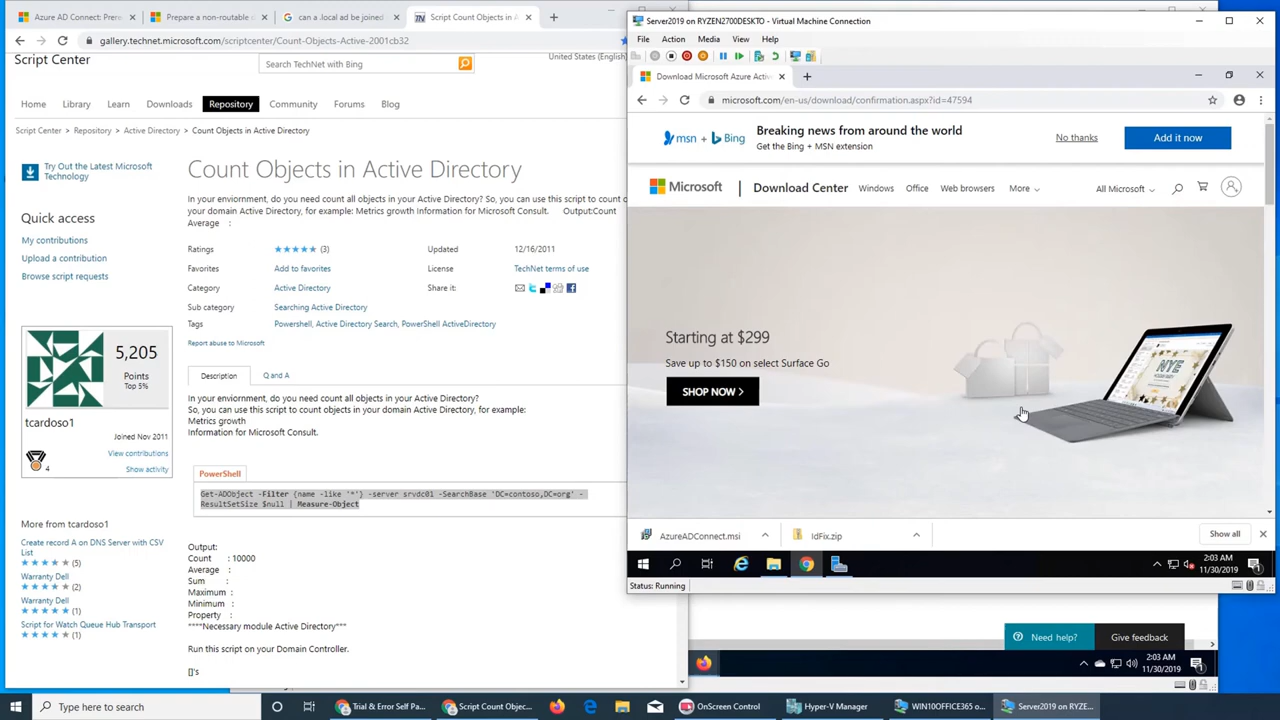 Azure AD Connect: Prere
Prepare a non-routable
can a .local ad be joined
Script Count Objects in A
gallery.technet.microsoft.com/scriptcenter/Count-Objects-Active-2001cb32
Script Center
Search TechNet with Bing
United States (English)
Home
Library
Learn
Downloads
Repository
Community
Forums
Blog
Script Center > Repository > Active Directory > Count Objects in Active Directory
Try Out the Latest Microsoft
Technology
Quick access
My contributions
Upload a contribution
Browse script requests
5,205
Points
Top 5%
tcardoso1
Joined Nov 2011
4
View contributions
Show activity
More from tcardoso1
Create record A on DNS Server with CSV
List
(5)
Warranty Dell
(2)
Warranty Dell
(1)
Script for Watch Queue Hub Transport
(1)
Count Objects in Active Directory
In your enviornment, do you need count all objects in your Active Directory? So, you can use this script to count o
your domain Active Directory, for example: Metrics growth Information for Microsoft Consult. Output:Count
Average :
Ratings
(3)
Updated
12/16/2011
Favorites
Add to favorites
License
TechNet terms of use
Category
Active Directory
Share it:
Sub category
Searching Active Directory
Tags
Powershell, Active Directory Search, PowerShell ActiveDirectory
Report abuse to Microsoft
Description
Q and A
In your enviornment, do you need count all objects in your Active Directory?
So, you can use this script to count objects in your domain Active Directory, for example:
Metrics growth
Information for Microsoft Consult.
PowerShell
Get-ADObject -Filter {name -like '*'} -server srvdc01 -SearchBase 'DC=contoso,DC=org' -
ResultSetSize $null | Measure-Object
Output:
Count : 10000
Average :
Sum :
Maximum :
Minimum :
Property :
****Necessary module Active Directory***
Run this script on your Domain Controller.
[]'s
Server2019 on RYZEN2700DESKTO - Virtual Machine Connection
File
Action
Media
View
Help
Download Microsoft Azure Activ
microsoft.com/en-us/download/confirmation.aspx?id=47594
msn + Bing
Breaking news from around the world
Get the Bing + MSN extension
No thanks
Add it now
Microsoft
Download Center
Windows
Office
Web browsers
More
All Microsoft
Starting at $299
Save up to $150 on select Surface Go
SHOP NOW >
NYE
AzureADConnect.msi
IdFix.zip
Show all
2:03 AM
11/30/2019
Status: Running
Need help?
Give feedback
2:03 AM
11/30/2019
Type here to search
Trial & Error Self Pa...
Script Count Objec...
OnScreen Control
Hyper-V Manager
WIN10OFFICE365 o...
Server2019 on RYZE...